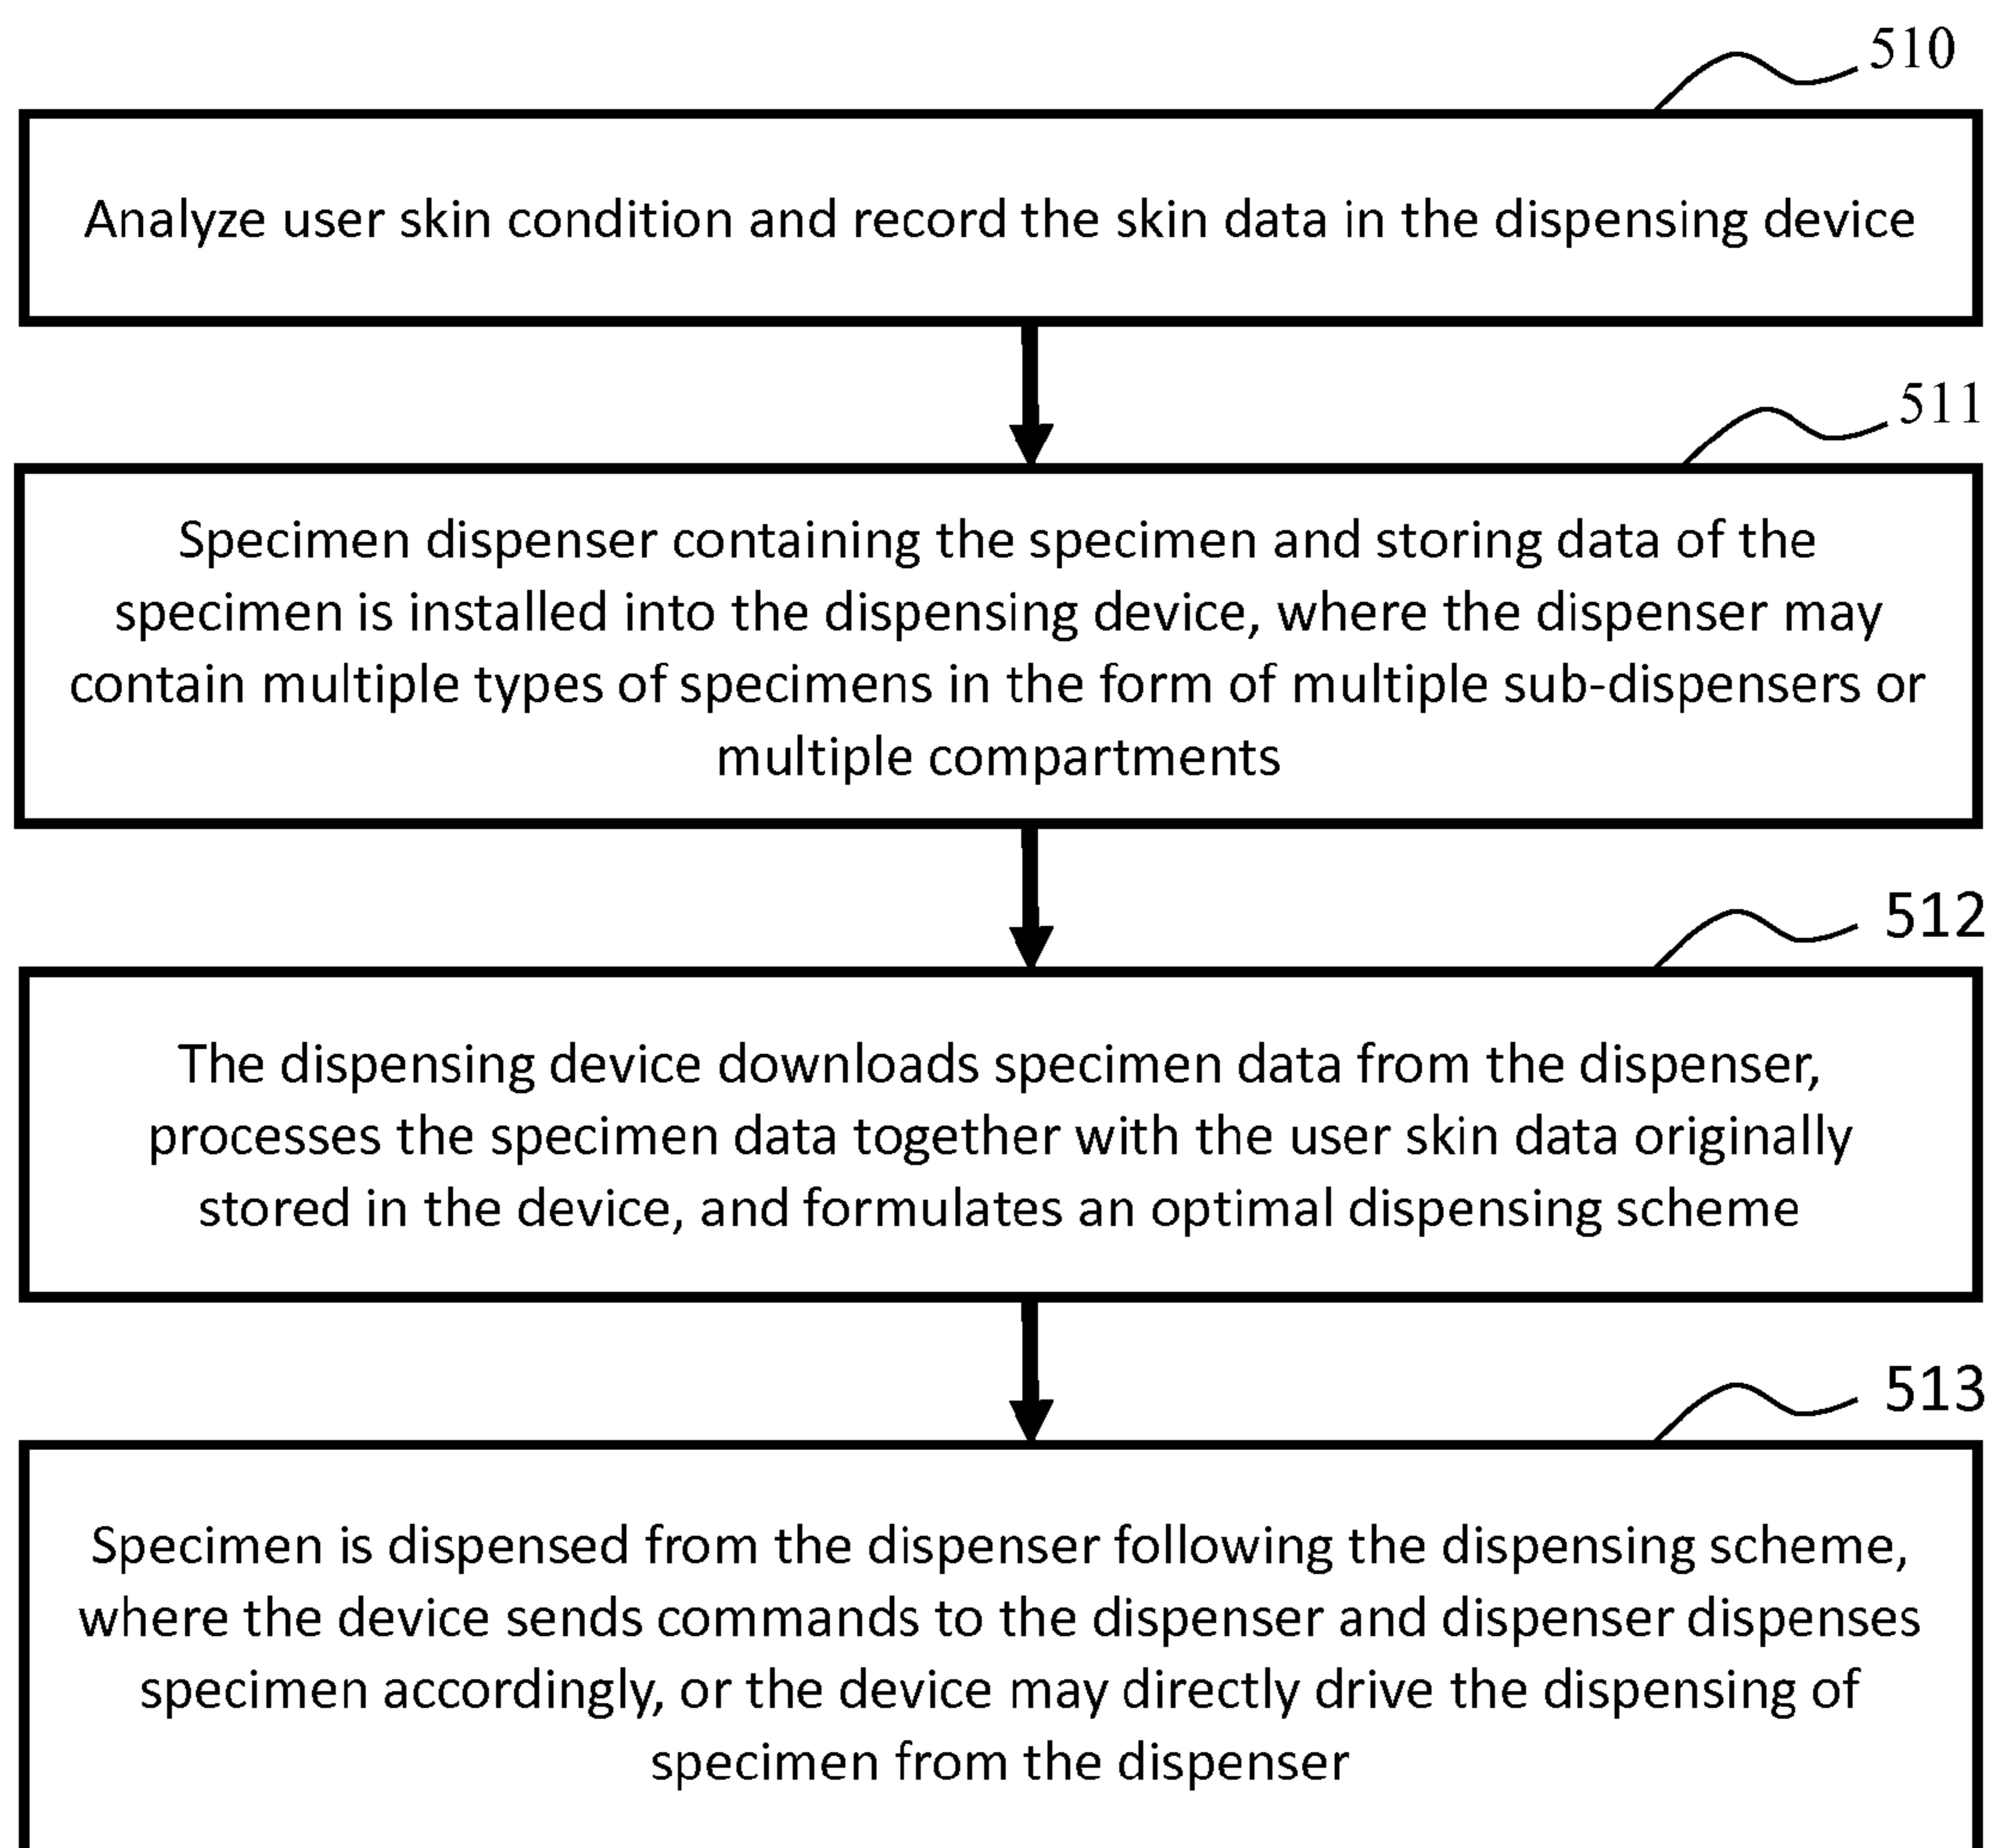 510
Analyze user skin condition and record the skin data in the dispensing device
511
Specimen dispenser containing the specimen and storing data of the
specimen is installed into the dispensing device, where the dispenser may
contain multiple types of specimens in the form of multiple sub-dispensers or
multiple compartments
512
The dispensing device downloads specimen data from the dispenser,
processes the specimen data together with the user skin data originally
stored in the device, and formulates an optimal dispensing scheme
513
Specimen is dispensed from the dispenser following the dispensing scheme,
where the device sends commands to the dispenser and dispenser dispenses
specimen accordingly, or the device may directly drive the dispensing of
specimen from the dispenser